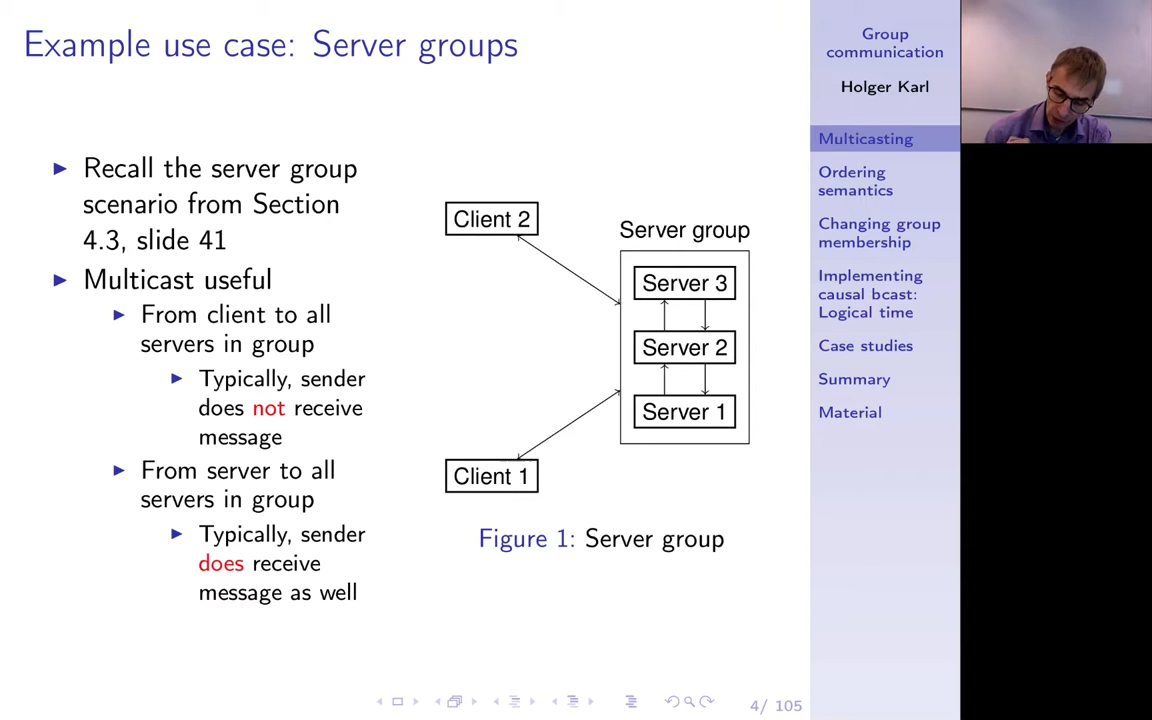 Example use case: Server groups
Recall the server group
scenario from Section
4.3, slide 41
Multicast useful
From client to all
servers in group
Typically, sender
does not receive
message
From server to all
servers in group
Typically, sender
does receive
message as well
Client 2
Server group
Server 3
Server 2
Server 1
Client 1
Figure 1: Server group
Group
communication
Holger Karl
Multicasting
Ordering
semantics
Changing group
membership
Implementing
causal bcast:
Logical time
Case studies
Summary
Material
4/ 105